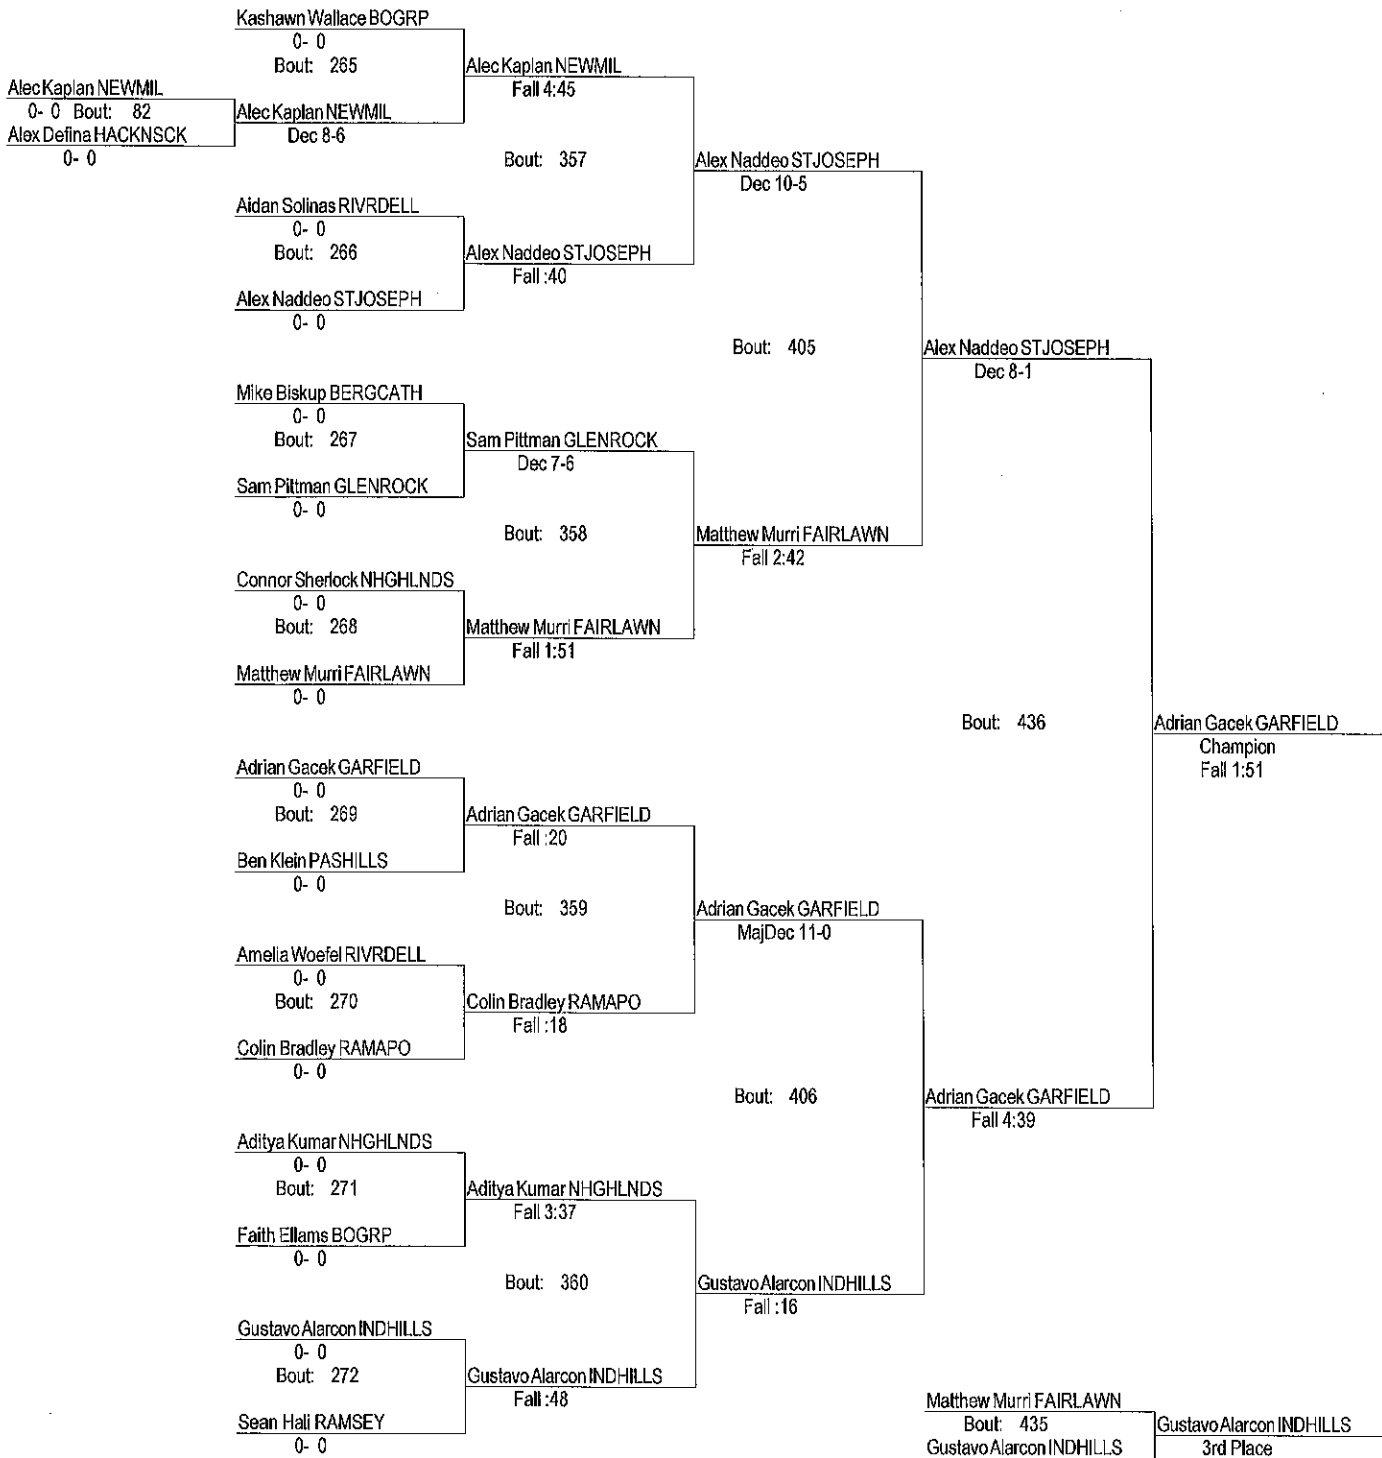 Kashawn Wallace BOGRP
0- 0
Bout: 265
Alec Kaplan NEWMIL
Fall 4:45
Alec Kaplan NEWMIL
0- 0 Bout: 82
Alex Defina HACKNSCK
0- 0
Alec Kaplan NEWMIL
Dec 8-6
Bout: 357
Alex Naddeo STJOSEPH
Dec 10-5
Aidan Solinas RIVRDELL
0- 0
Bout: 266
Alex Naddeo STJOSEPH
Fall :40
Alex Naddeo STJOSEPH
0- 0
Bout: 405
Alex Naddeo STJOSEPH
Dec 8-1
Mike Biskup BERGCATH
0- 0
Bout: 267
Sam Pittman GLENROCK
Dec 7-6
Sam Pittman GLENROCK
0- 0
Bout: 358
Matthew Murri FAIRLAWN
Fall 2:42
Connor Sherlock NHGHLNDS
0- 0
Bout: 268
Matthew Murri FAIRLAWN
Fall 1:51
Matthew Murri FAIRLAWN
0- 0
Bout: 436
Adrian Gacek GARFIELD
Champion
Fall 1:51
Adrian Gacek GARFIELD
0- 0
Bout: 269
Adrian Gacek GARFIELD
Fall :20
Ben Klein PASHILLS
0- 0
Bout: 359
Adrian Gacek GARFIELD
MajDec 11-0
Amelia Woefel RIVRDELL
0- 0
Bout: 270
Colin Bradley RAMAPO
Fall :18
Colin Bradley RAMAPO
0- 0
Bout: 406
Adrian Gacek GARFIELD
Fall 4:39
Aditya Kumar NHGHLNDS
0- 0
Bout: 271
Aditya Kumar NHGHLNDS
Fall 3:37
Faith Ellams BOGRP
0- 0
Bout: 360
Gustavo Alarcon INDHILLS
Fall :16
Gustavo Alarcon INDHILLS
0- 0
Bout: 272
Gustavo Alarcon INDHILLS
Fall :48
Sean Hali RAMSEY
0- 0
Matthew Murri FAIRLAWN
Bout: 435
Gustavo Alarcon INDHILLS
Gustavo Alarcon INDHILLS
3rd Place